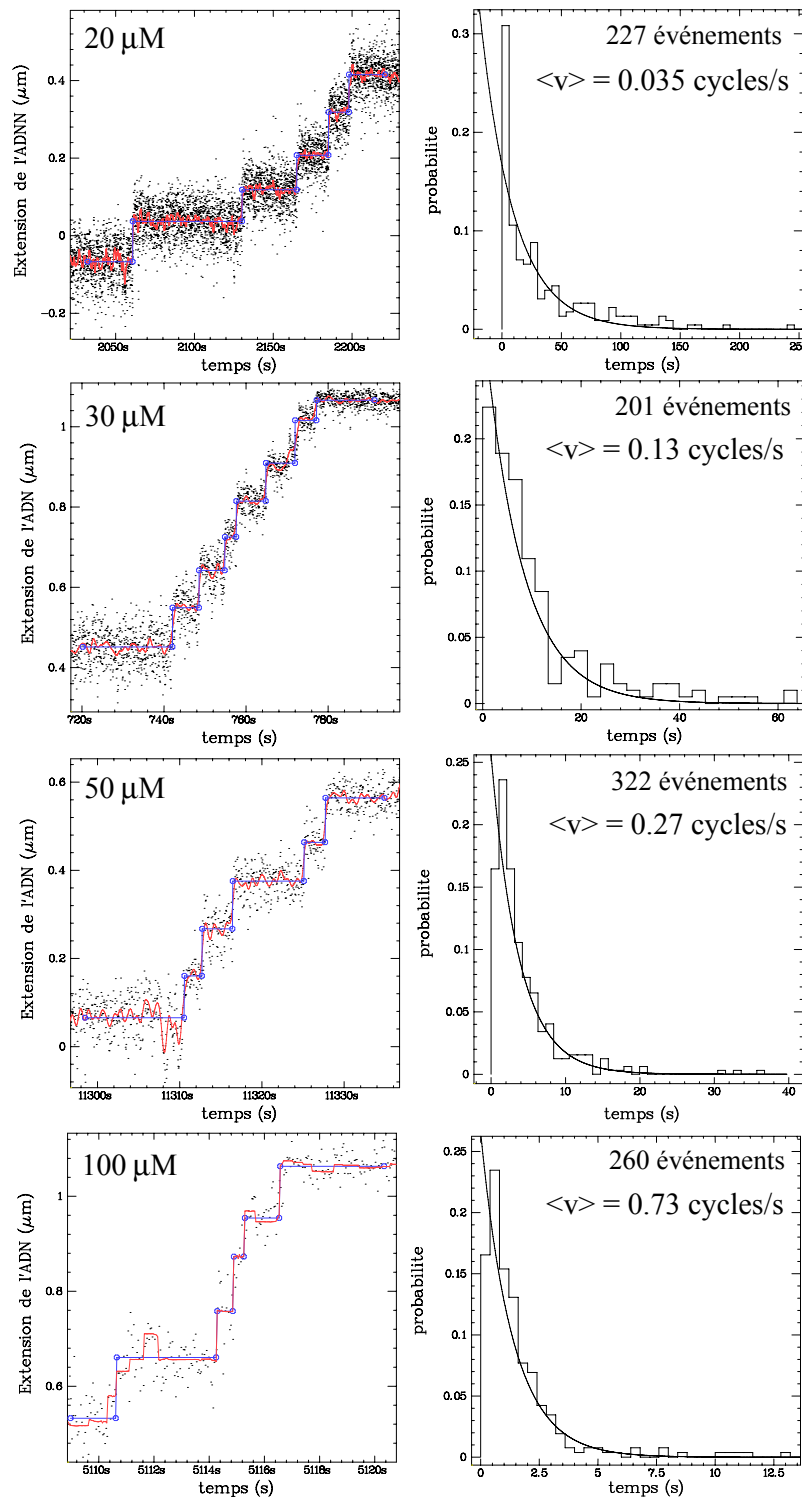 20 μM
Extension de l'ADNN (μm)
0.4
0.2
0
−0.2
2050s 2100s 2150s 2200s
temps (s)
227 événements
<v> = 0.035 cycles/s
probabilite
0.3
0.2
0.1
0
0 50 100 150 200 25
temps (s)
30 μM
Extension de l'ADN (μm)
1
0.8
0.6
0.4
720s 740s 760s 780s
temps (s)
201 événements
<v> = 0.13 cycles/s
probabilite
0.2
0.15
0.1
0.05
0
0 20 40 60
temps (s)
50 μM
Extension de l'ADN (μm)
0.6
0.4
0.2
0
11300s 11310s 11320s 11330s
temps (s)
322 événements
<v> = 0.27 cycles/s
probabilite
0.25
0.2
0.15
0.1
0.05
0
0 10 20 30 40
temps (s)
100 μM
Extension de l'ADN (μm)
1
0.8
0.6
5110s 5112s 5114s 5116s 5118s 5120s
temps (s)
260 événements
<v> = 0.73 cycles/s
probabilite
0.25
0.2
0.15
0.1
0.05
0
0 2.5 5 7.5 10 12.5
temps (s)